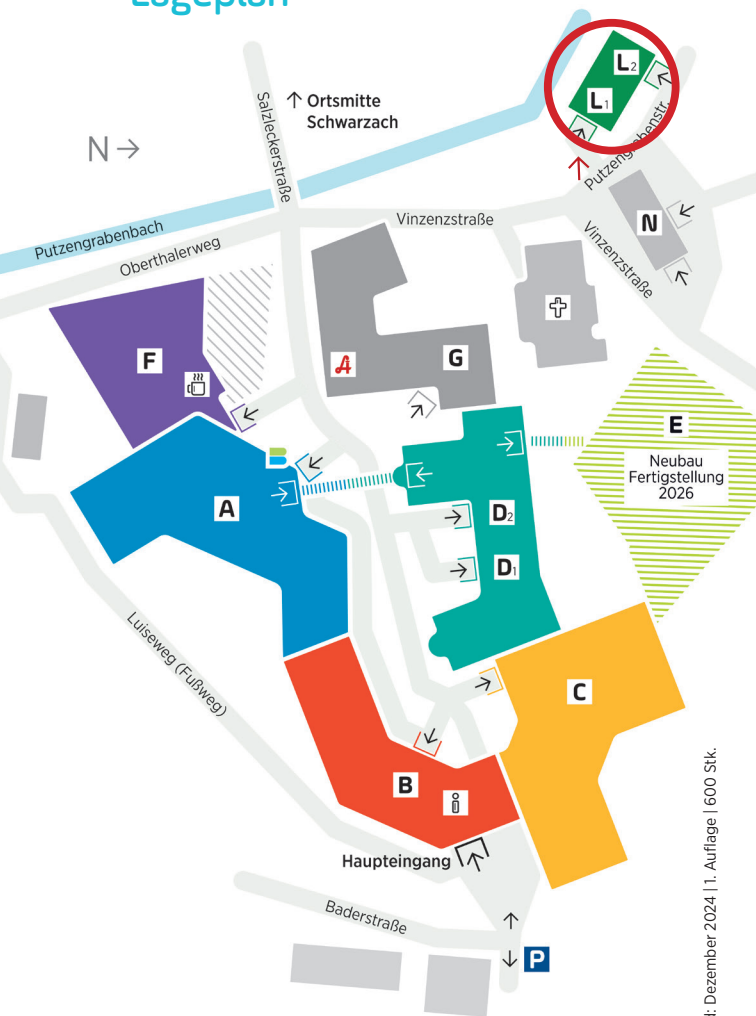 Lageplan
Salzleckerstraße
↑ Ortsmitte
Schwarzach
N →
L2
L1
Putzengrabenstr.
Putzengrabenbach
Oberthalerweg
Vinzenzstraße
N
Vinzenzstraße
F
G
E
Neubau
Fertigstellung
2026
A
D2
D1
Luiseweg (Fußweg)
C
B
Haupteingang
Baderstraße
P
: Dezember 2024 | 1. Auflage | 600 Stk.